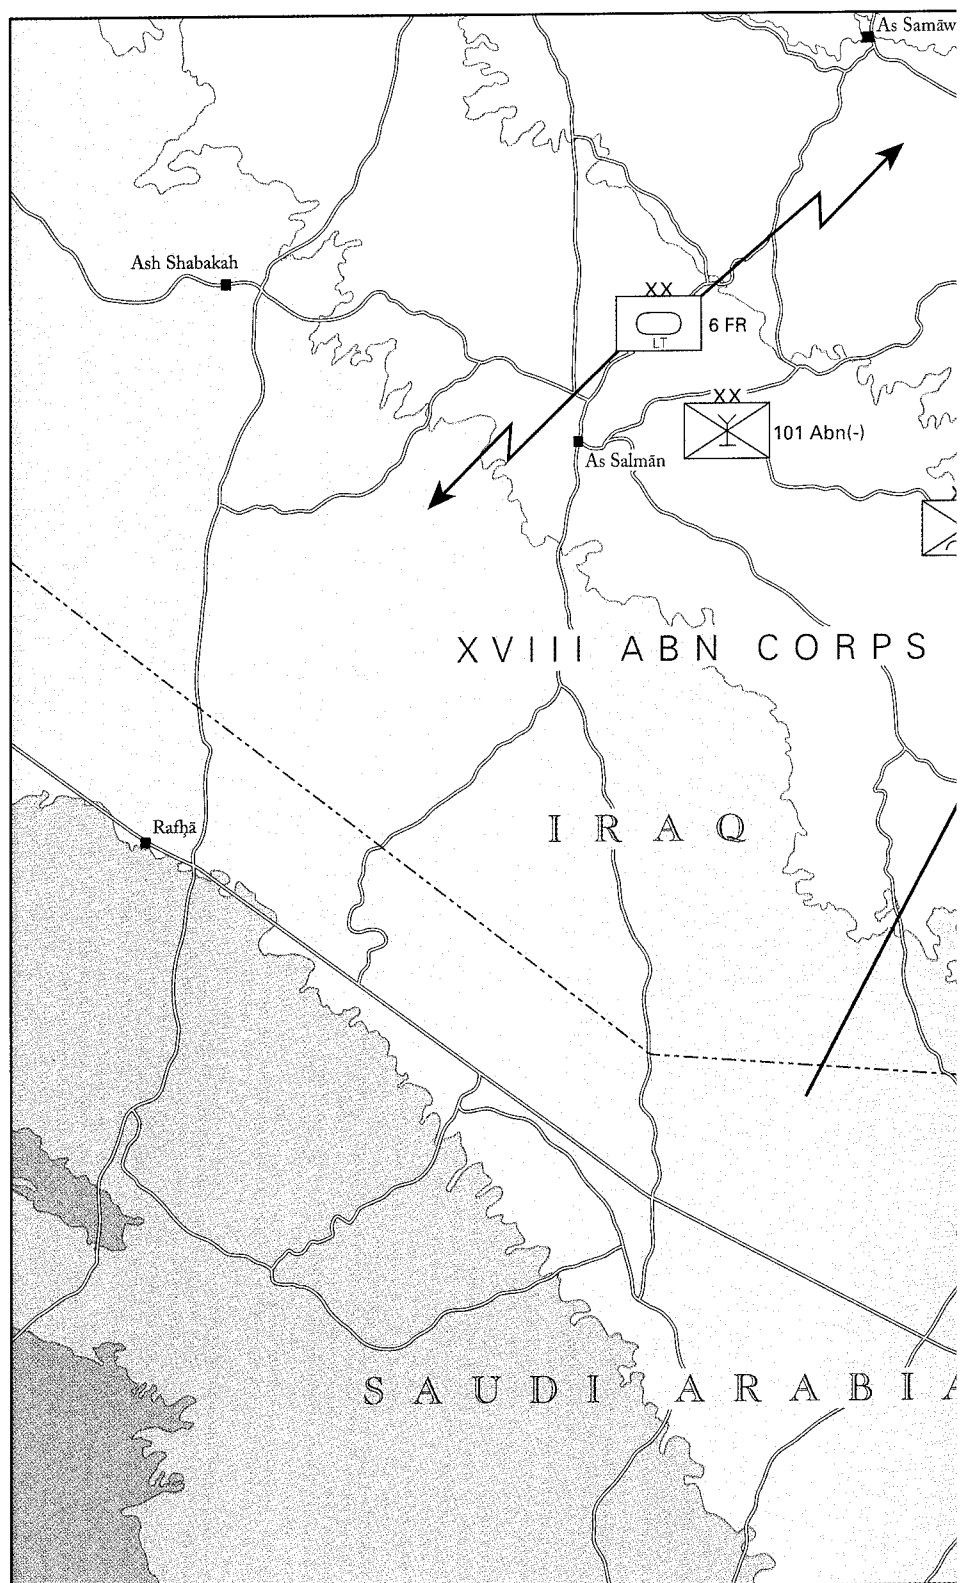 As Samāw
Ash Shabakah
XX
6 FR
LT
XX
101 Abn(-)
As Salmān
XVIII ABN CORPS
IRAQ
Rafḥā
SAUDI ARABIA